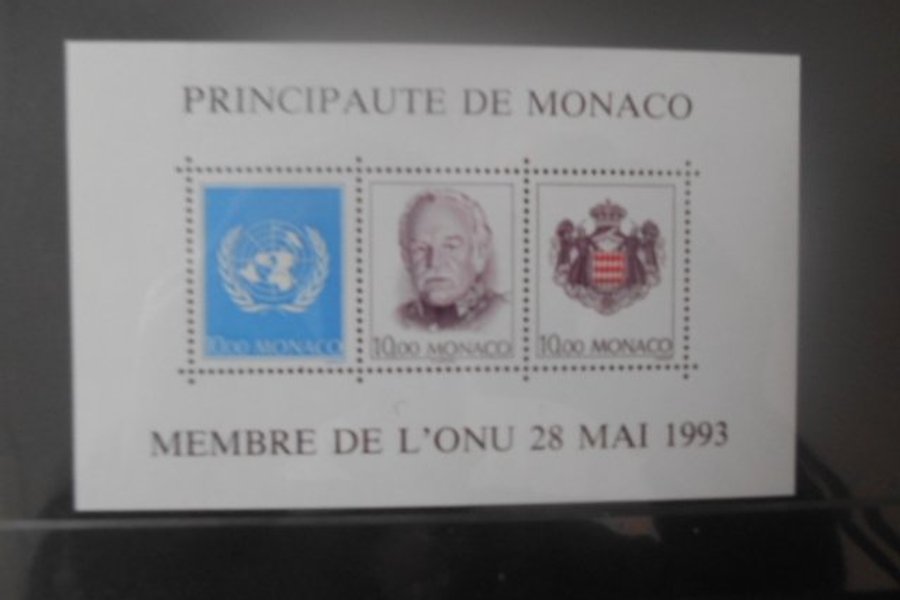 PRINCIPAUTE DE MONACO
10.00 MONACO
10.00 MONACO
10.00 MONACO
MEMBRE DE L'ONU 28 MAI 1993